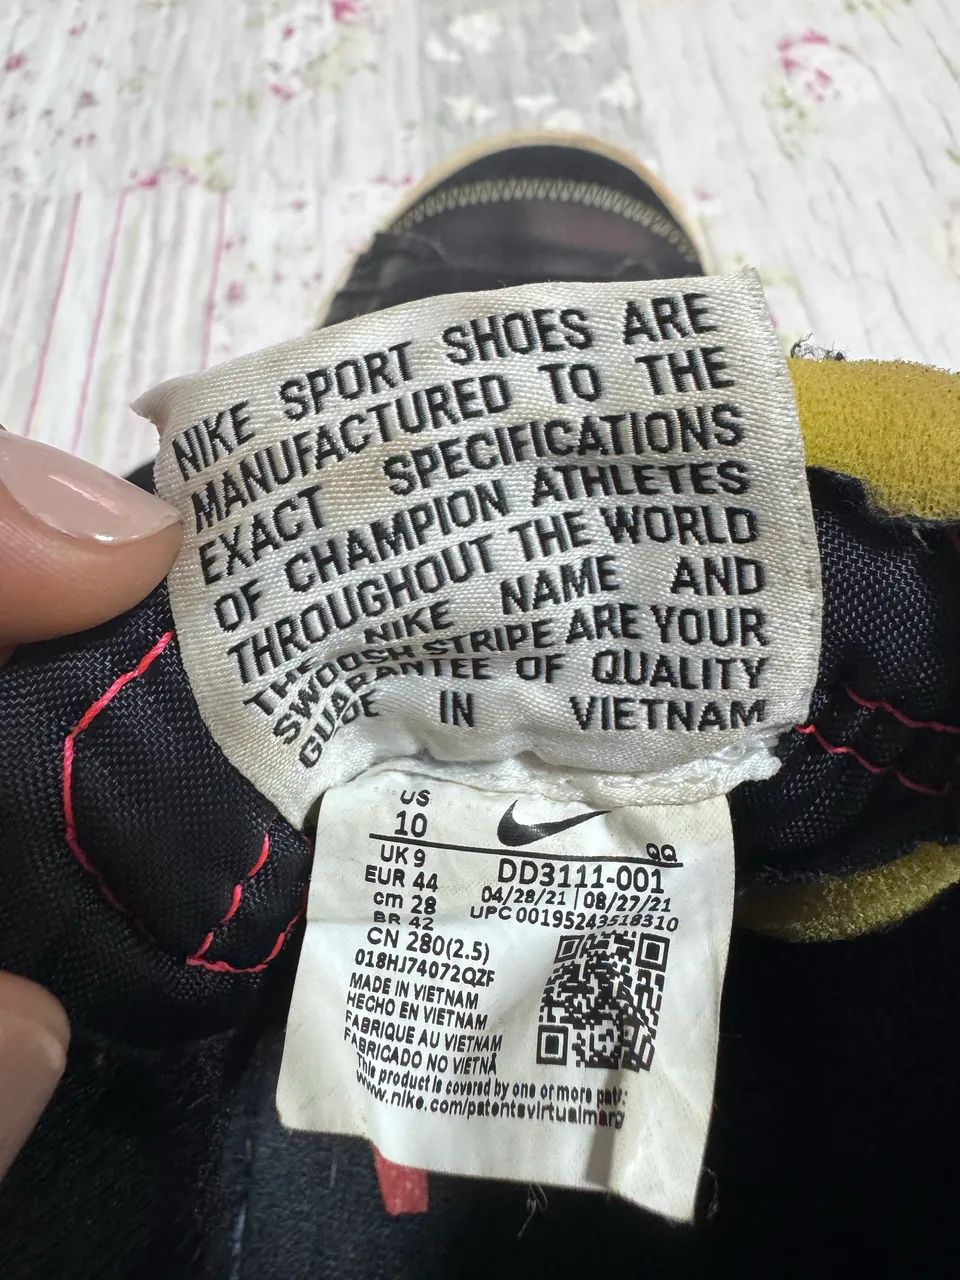 NIKE SPORT SHOES ARE
MANUFACTURED TO THE
EXACT SPECIFICATIONS
OF CHAMPION ATHLETES
THROUGHOUT THE WORLD
THE NIKE NAME AND
SWOOSH STRIPE ARE YOUR
GUARANTEE OF QUALITY
DE IN VIETNAM
US
10
QQ
UK 9
DD3111-001
EUR 44
04/28/21 | 08/27/21
cm 28
UPC 00195243518310
BR 42
CN 280(2.5)
018HJ74072QZF
MADE IN VIETNAM
HECHO EN VIETNAM
FABRIQUE AU VIETNAM
FABRICADO NO VIETNÃ
This product is covered by one or more pate
www.nike.com/patentsvirtualmar